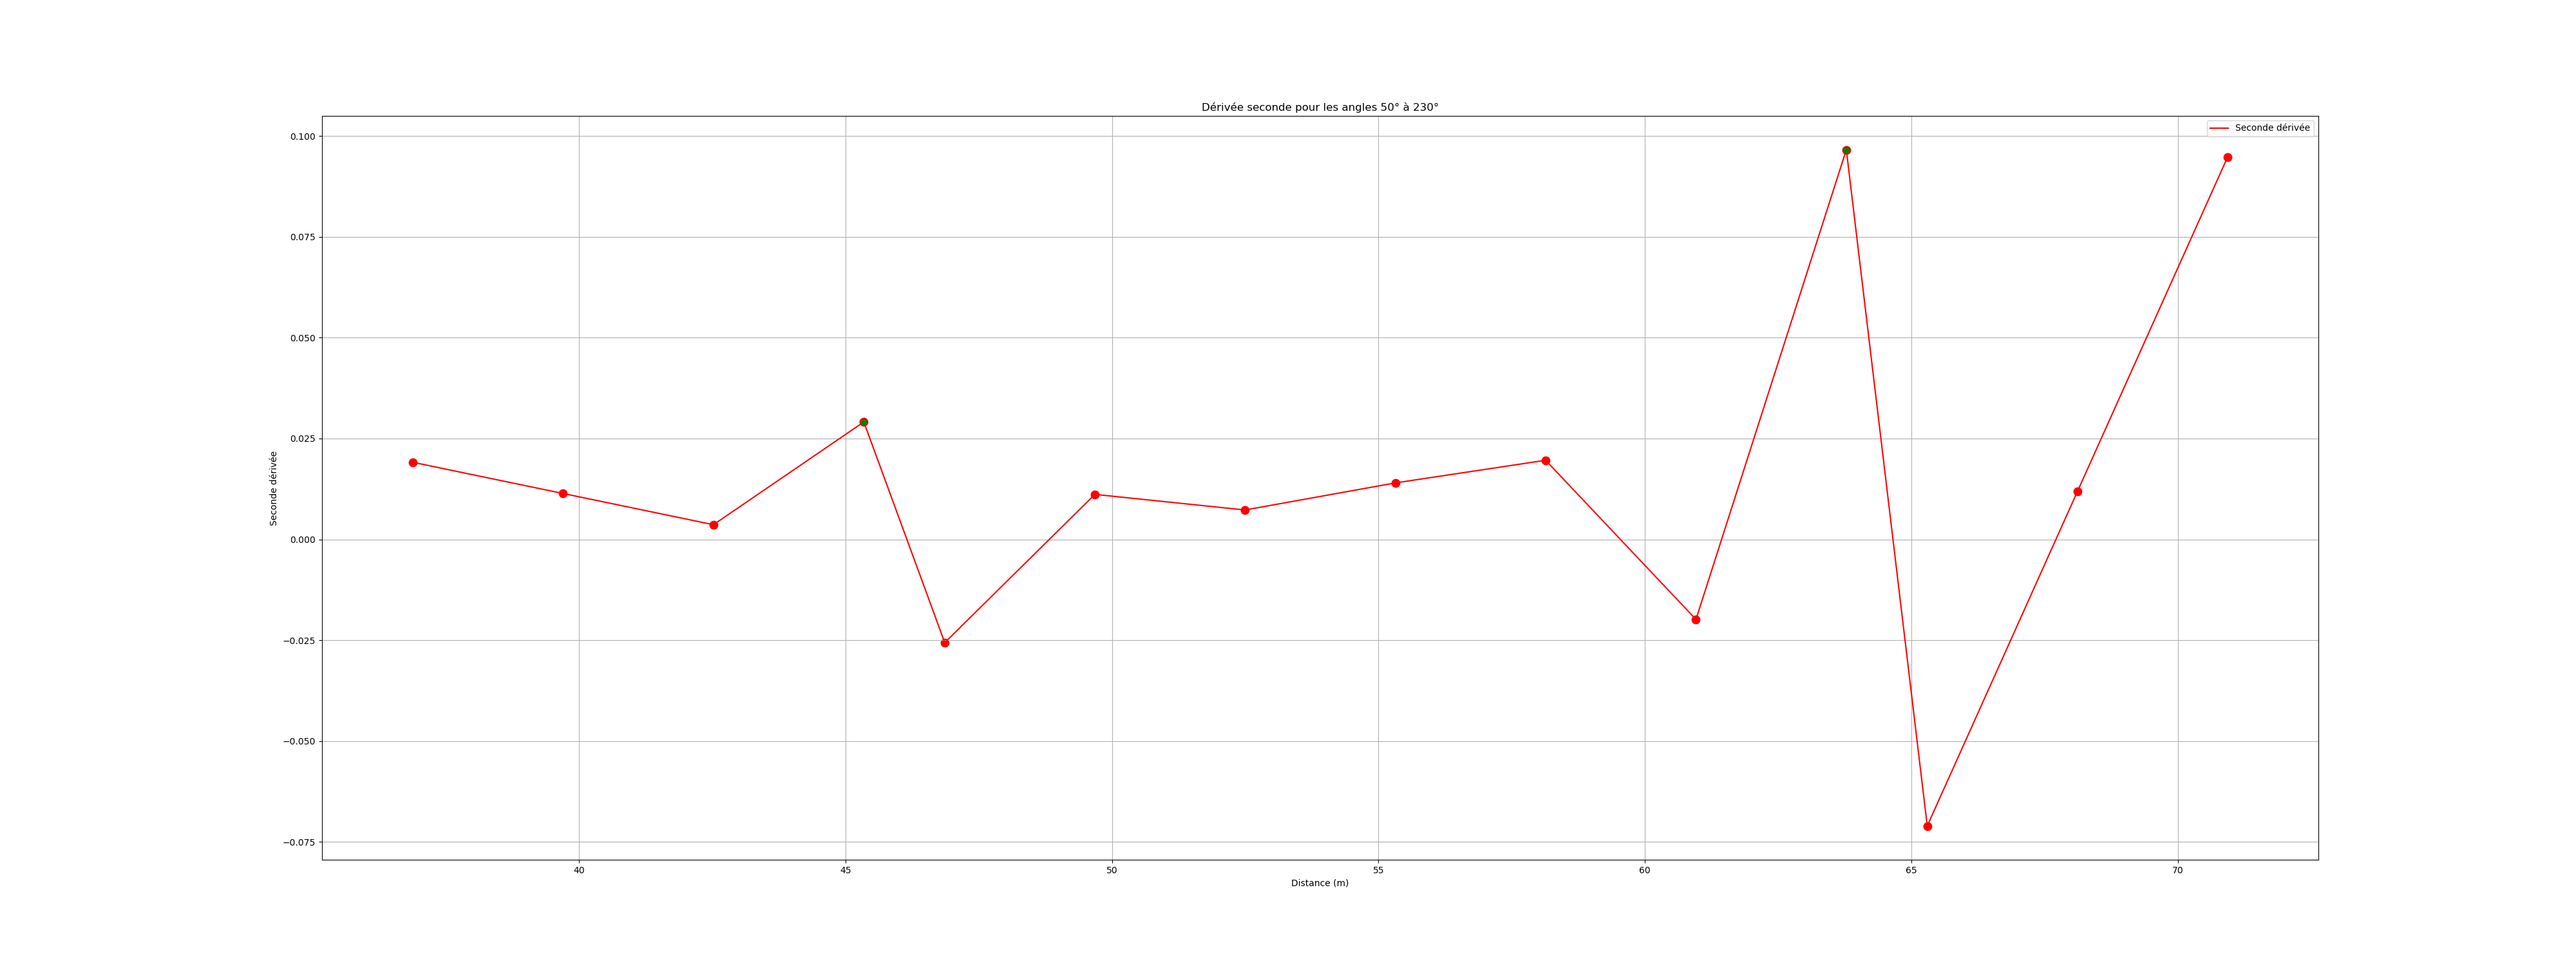 Dérivée seconde pour les angles 50° à 230°
Seconde dérivée
0.100
0.075
0.050
0.025
0.000
−0.025
−0.050
−0.075
Seconde dérivée
40 45 50 55 60 65 70
Distance (m)